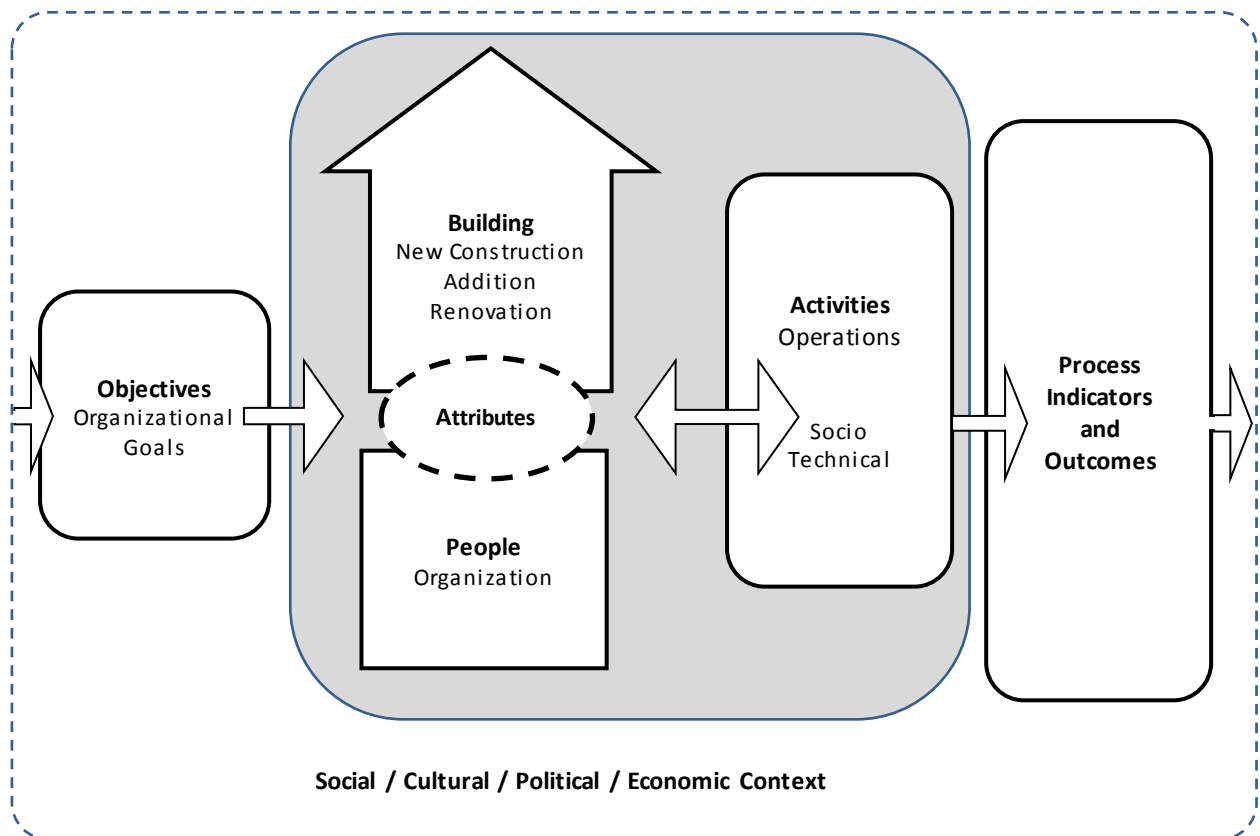 Building
New Construction
Addition
Renovation
Objectives
Organizational
Goals
Attributes
People
Organization
Activities
Operations
Socio
Technical
Process
Indicators
and
Outcomes
Social / Cultural / Political / Economic Context